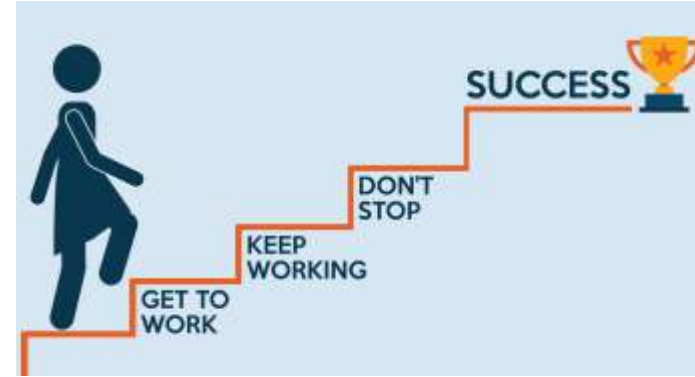 SUCCESS
DON'T
STOP
KEEP
WORKING
GET TO
WORK